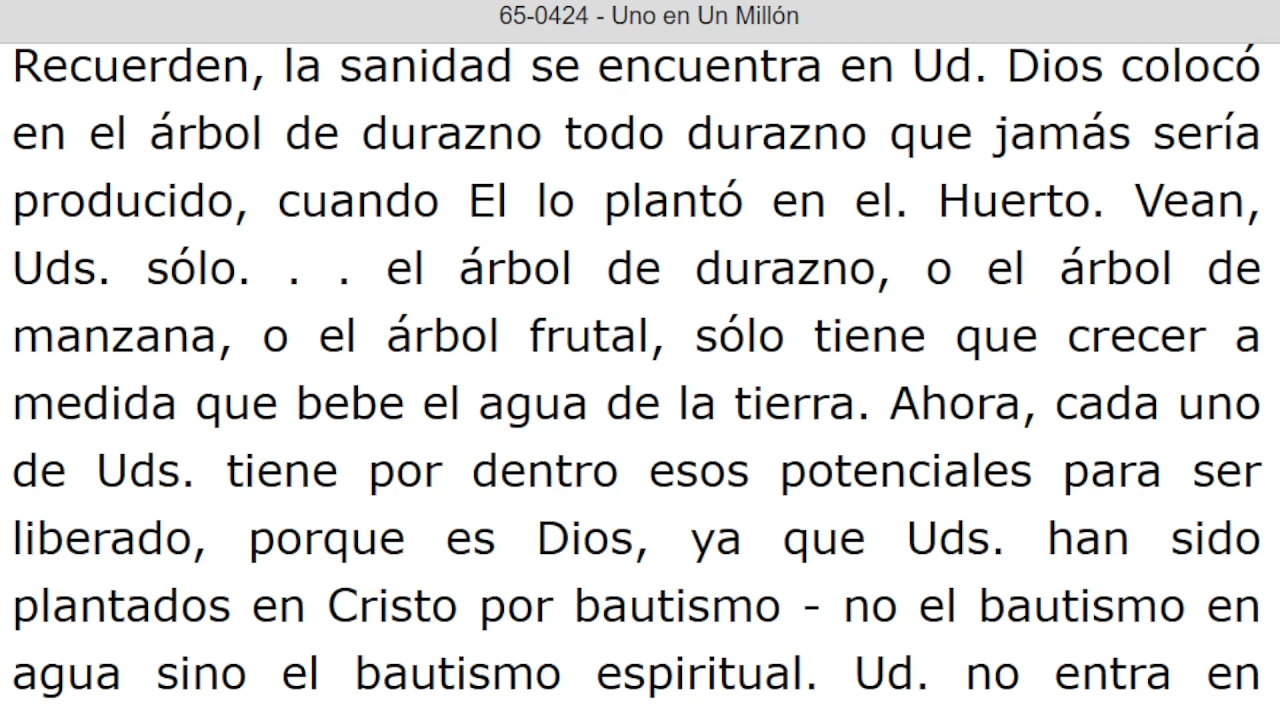 65-0424 - Uno en Un Millón
Recuerden, la sanidad se encuentra en Ud. Dios colocó
en el árbol de durazno todo durazno que jamás sería
producido, cuando El lo plantó en el. Huerto. Vean,
Uds. sólo. . . el árbol de durazno, o el árbol de
manzana, o el árbol frutal, sólo tiene que crecer a
medida que bebe el agua de la tierra. Ahora, cada uno
de Uds. tiene por dentro esos potenciales para ser
liberado, porque es Dios, ya que Uds. han sido
plantados en Cristo por bautismo - no el bautismo en
agua sino el bautismo espiritual. Ud. no entra en